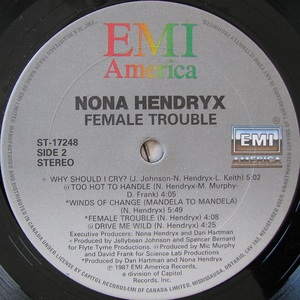 EMI
America
NONA HENDRYX
FEMALE TROUBLE
ST-17248
SIDE 2
STEREO
EMI
AMERICA
+ WHY SHOULD I CRY? (J. Johnson-N. Hendryx-L. Keith) 5:02
(i) TOO HOT TO HANDLE (N. Hendryx-M. Murphy-
D. Frank) 4:05
*WINDS OF CHANGE (MANDELA TO MANDELA)
(N. Hendryx) 5:49
*FEMALE TROUBLE (N. Hendryx) 4:08
(i) DRIVE ME WILD (N. Hendryx) 4:25
Executive Producers: Nona Hendryx and Dan Hartman
+Produced by Jellybean Johnson and Spencer Bernard
for Flyte Tyme Productions. (i) Produced by Mic Murphy
and David Frank for Science Lab Productions
*Produced by Dan Hartman and Nona Hendryx
℗ 1987 EMI America Records,
a division of Capitol
Records, Inc.